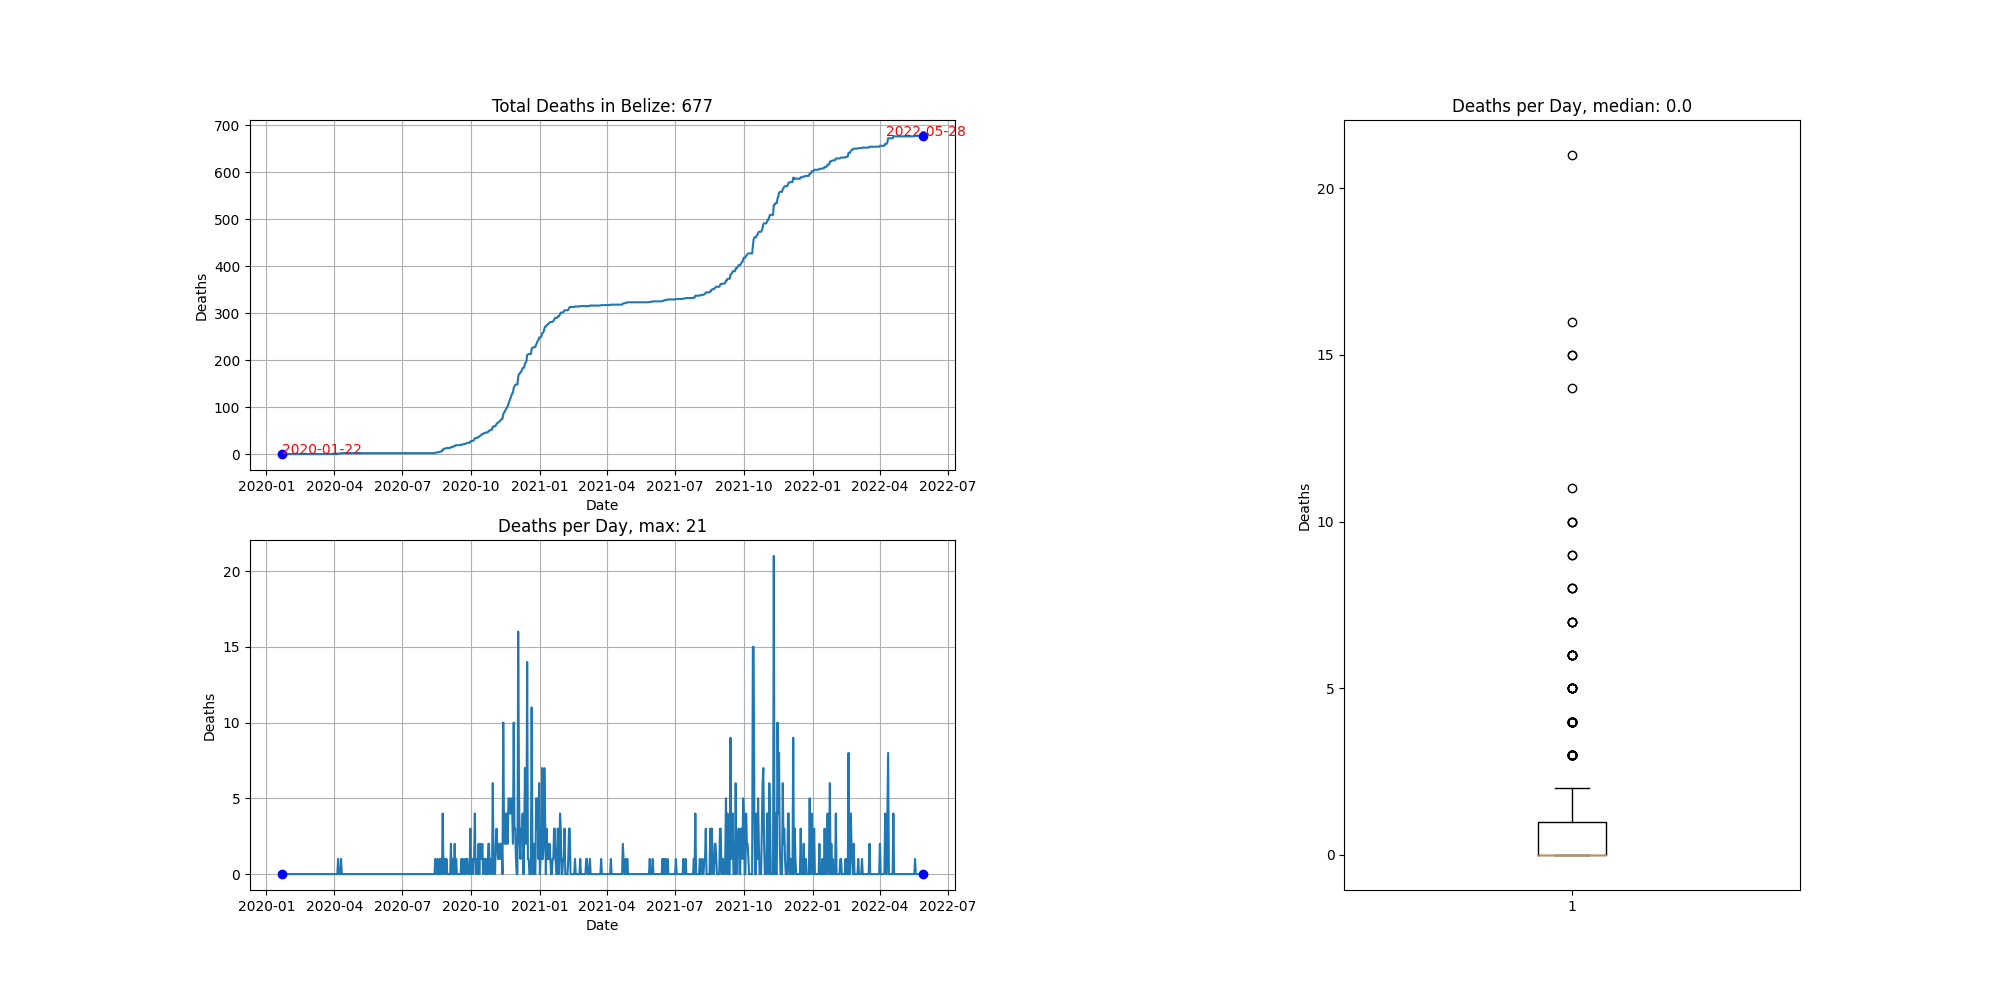 Total Deaths in Belize: 677
Deaths
700
600
500
400
300
200
100
0
2020-01-22
2022-05-28
2020-01 2020-04 2020-07 2020-10 2021-01 2021-04 2021-07 2021-10 2022-01 2022-04 2022-07
Date
Deaths per Day, max: 21
Deaths
20
15
10
5
0
2020-01 2020-04 2020-07 2020-10 2021-01 2021-04 2021-07 2021-10 2022-01 2022-04 2022-07
Date
Deaths per Day, median: 0.0
Deaths
20
15
10
5
0
1